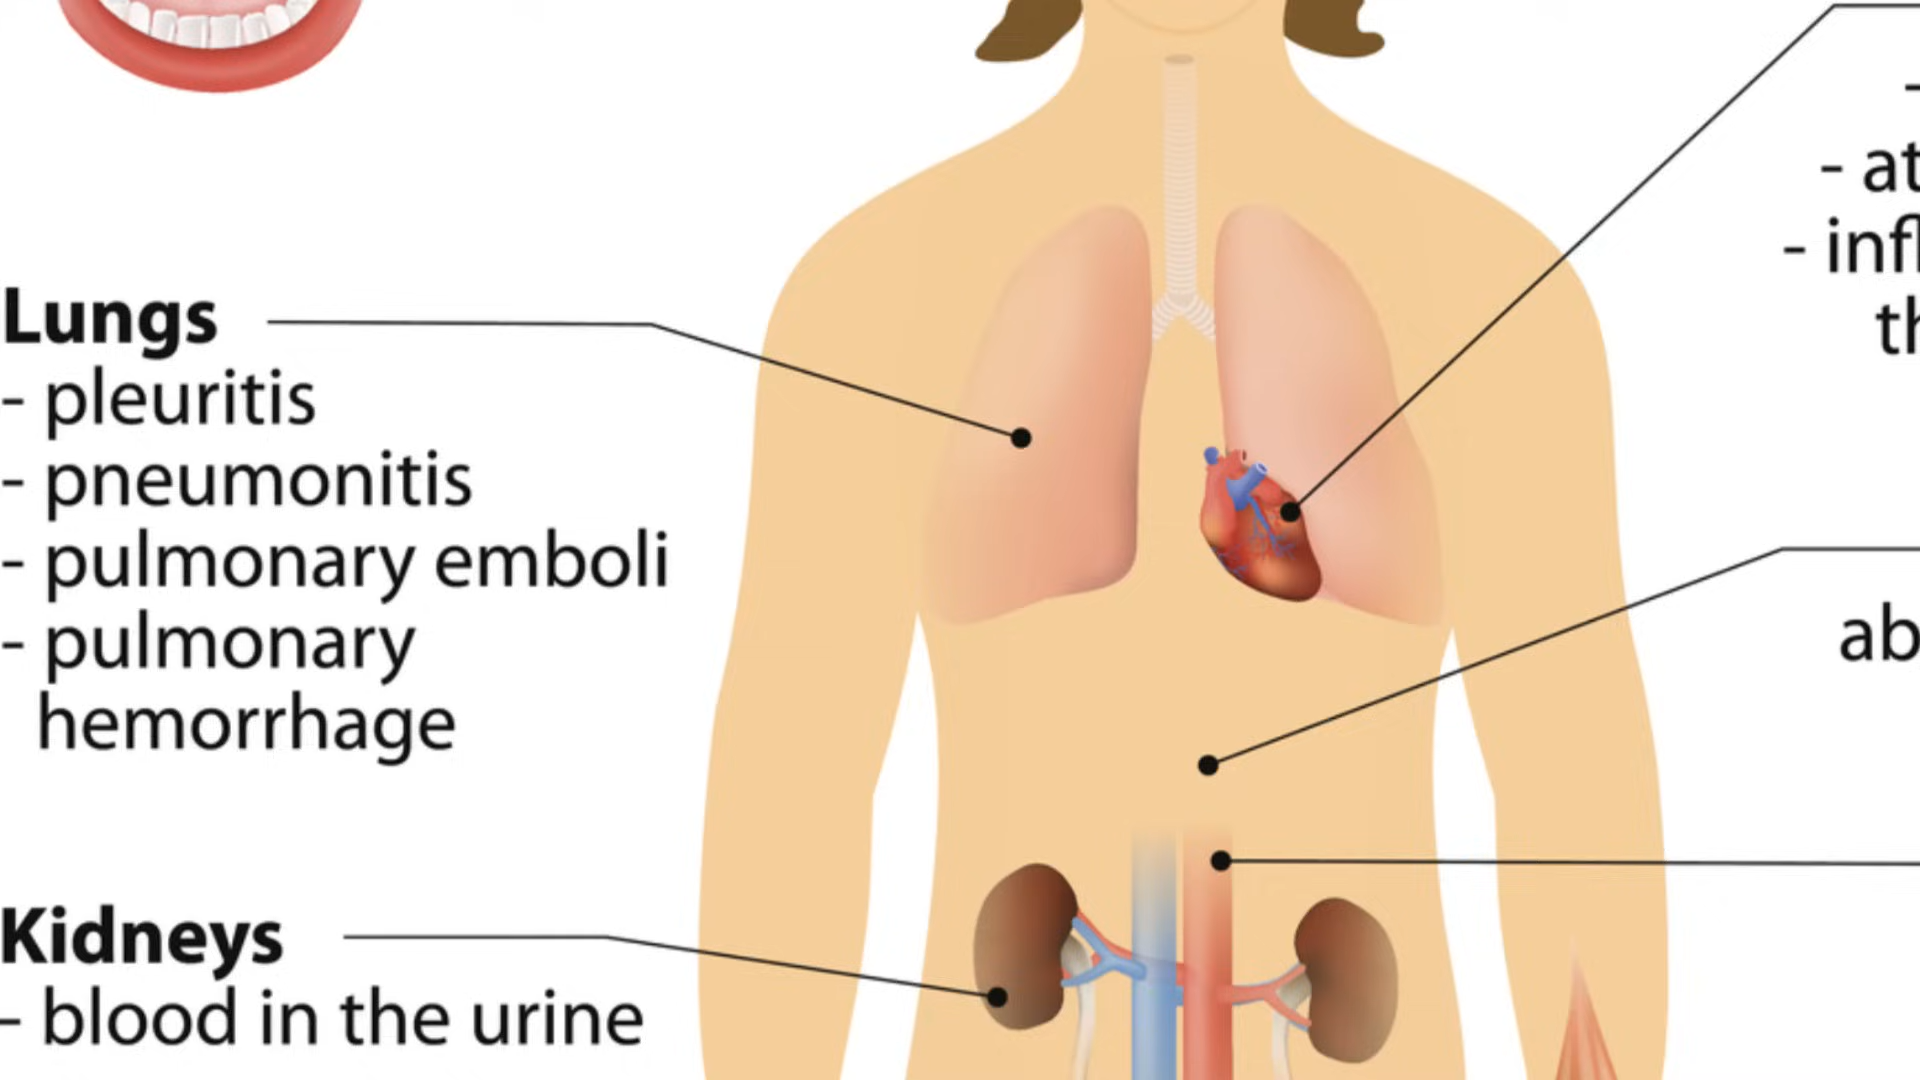 Lungs
- pleuritis
- pneumonitis
- pulmonary emboli
- pulmonary
hemorrhage
Kidneys
- blood in the urine
-
- at
- infl
th
ab